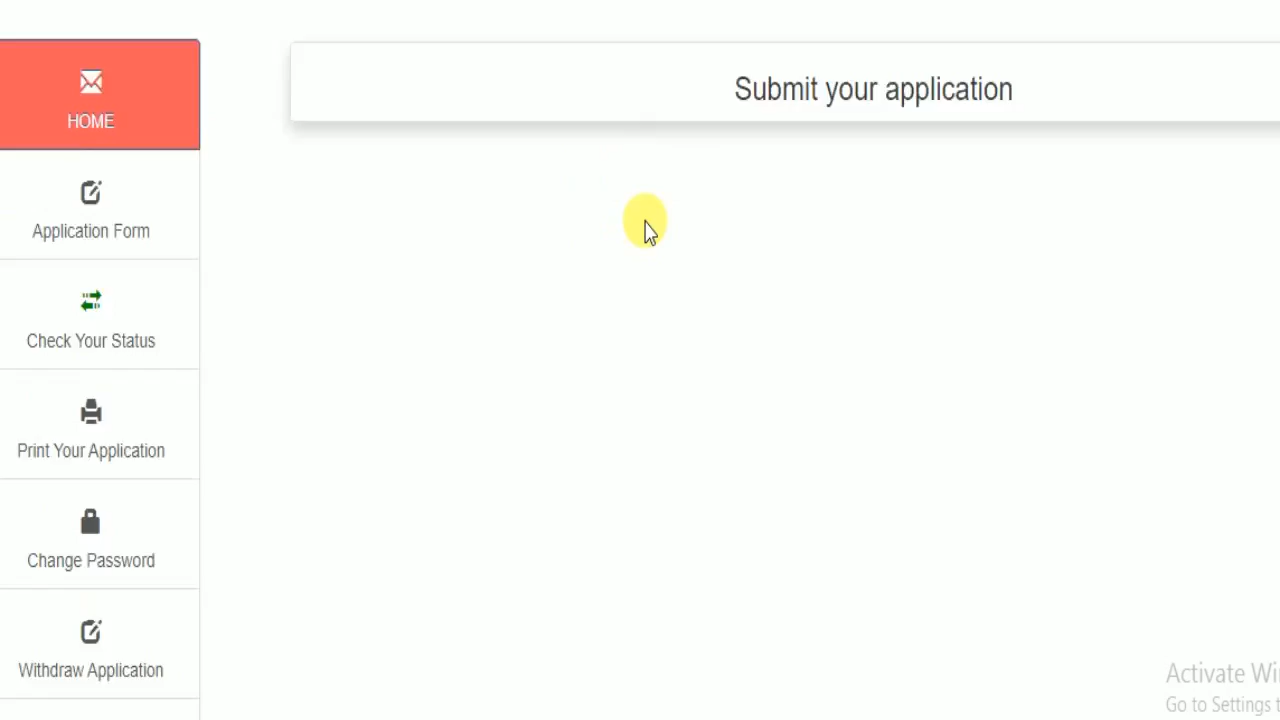 Submit your application
HOME
Application Form
Check Your Status
Print Your Application
Change Password
Withdraw Application
Activate
Go to Settings